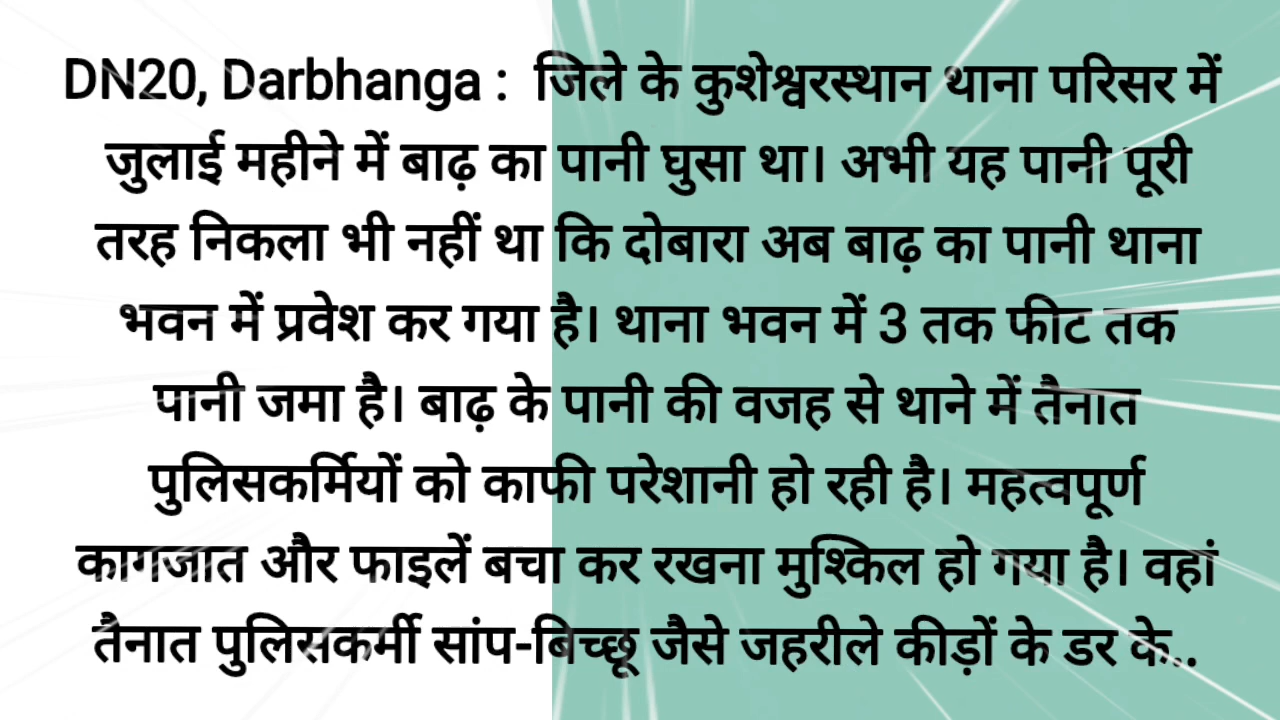 DN20, Darbhanga : जिले के कुशेश्वरस्थान थाना परिसर में
जुलाई महीने में बाढ़ का पानी घुसा था। अभी यह पानी पूरी
तरह निकला भी नहीं था कि दोबारा अब बाढ़ का पानी थाना
भवन में प्रवेश कर गया है। थाना भवन में 3 तक फीट तक
पानी जमा है। बाढ़ के पानी की वजह से थाने में तैनात
पुलिसकर्मियों को काफी परेशानी हो रही है। महत्वपूर्ण
कागजात और फाइलें बचा कर रखना मुश्किल हो गया है। वहां
तैनात पुलिसकर्मी सांप-बिच्छू जैसे जहरीले कीड़ों के डर के..